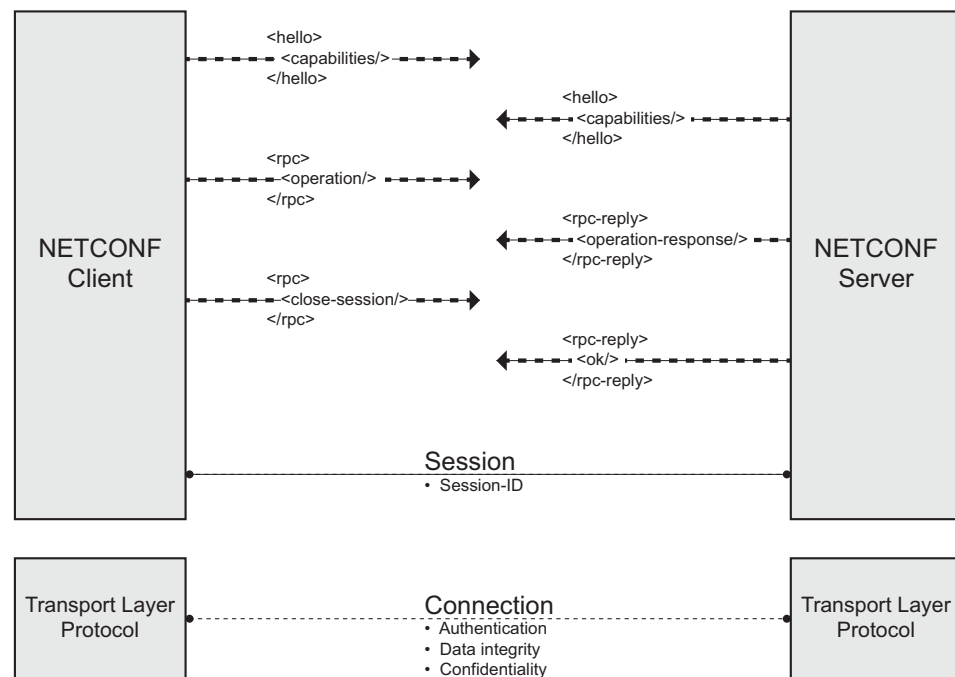 <hello>
<capabilities/>
</hello>
<hello>
<capabilities/>
</hello>
<rpc>
<operation/>
</rpc>
<rpc-reply>
<operation-response/>
</rpc-reply>
NETCONF
Client
NETCONF
Server
<rpc>
<close-session/>
</rpc>
<rpc-reply>
<ok/>
</rpc-reply>
Session
• Session-ID
Transport Layer
Protocol
Connection
• Authentication
• Data integrity
• Confidentiality
Transport Layer
Protocol